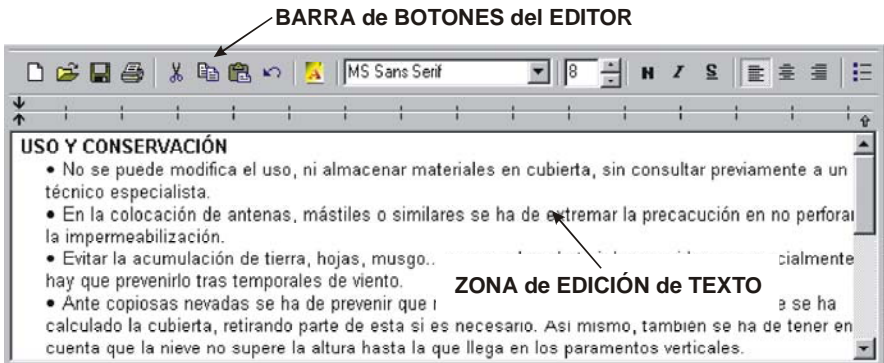 BARRA de BOTONES del EDITOR
MS Sans Serif 8 N I S
USO Y CONSERVACIÓN
• No se puede modifica el uso, ni almacenar materiales en cubierta, sin consultar previamente a un
técnico especialista.
• En la colocación de antenas, mástiles o similares se ha de extremar la precacución en no perforar
la impermeabilización.
• Evitar la acumulación de tierra, hojas, musgo..
hay que prevenirlo tras temporales de viento.
ZONA de EDICIÓN de TEXTO
• Ante copiosas nevadas se ha de prevenir que se ha
calculado la cubierta, retirando parte de esta si es necesario. Así mismo, también se ha de tener en
cuenta que la nieve no supere la altura hasta la que llega en los paramentos verticales.